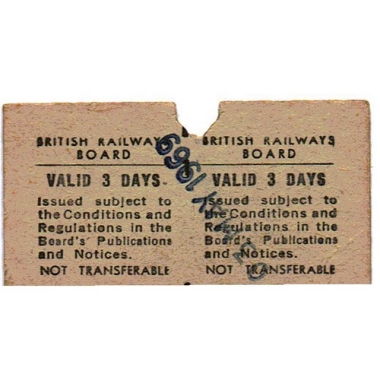 BRITISH RAILWAYS
BOARD
VALID 3 DAYS
Issued subject to
the Conditions and
Regulations in the
Board's Publications
and Notices.
NOT TRANSFERABLE
BRITISH RAILWAYS
BOARD
VALID 3 DAYS
Issued subject to
the Conditions and
Regulations in the
Board's Publications
and Notices.
NOT TRANSFERABLE
1969